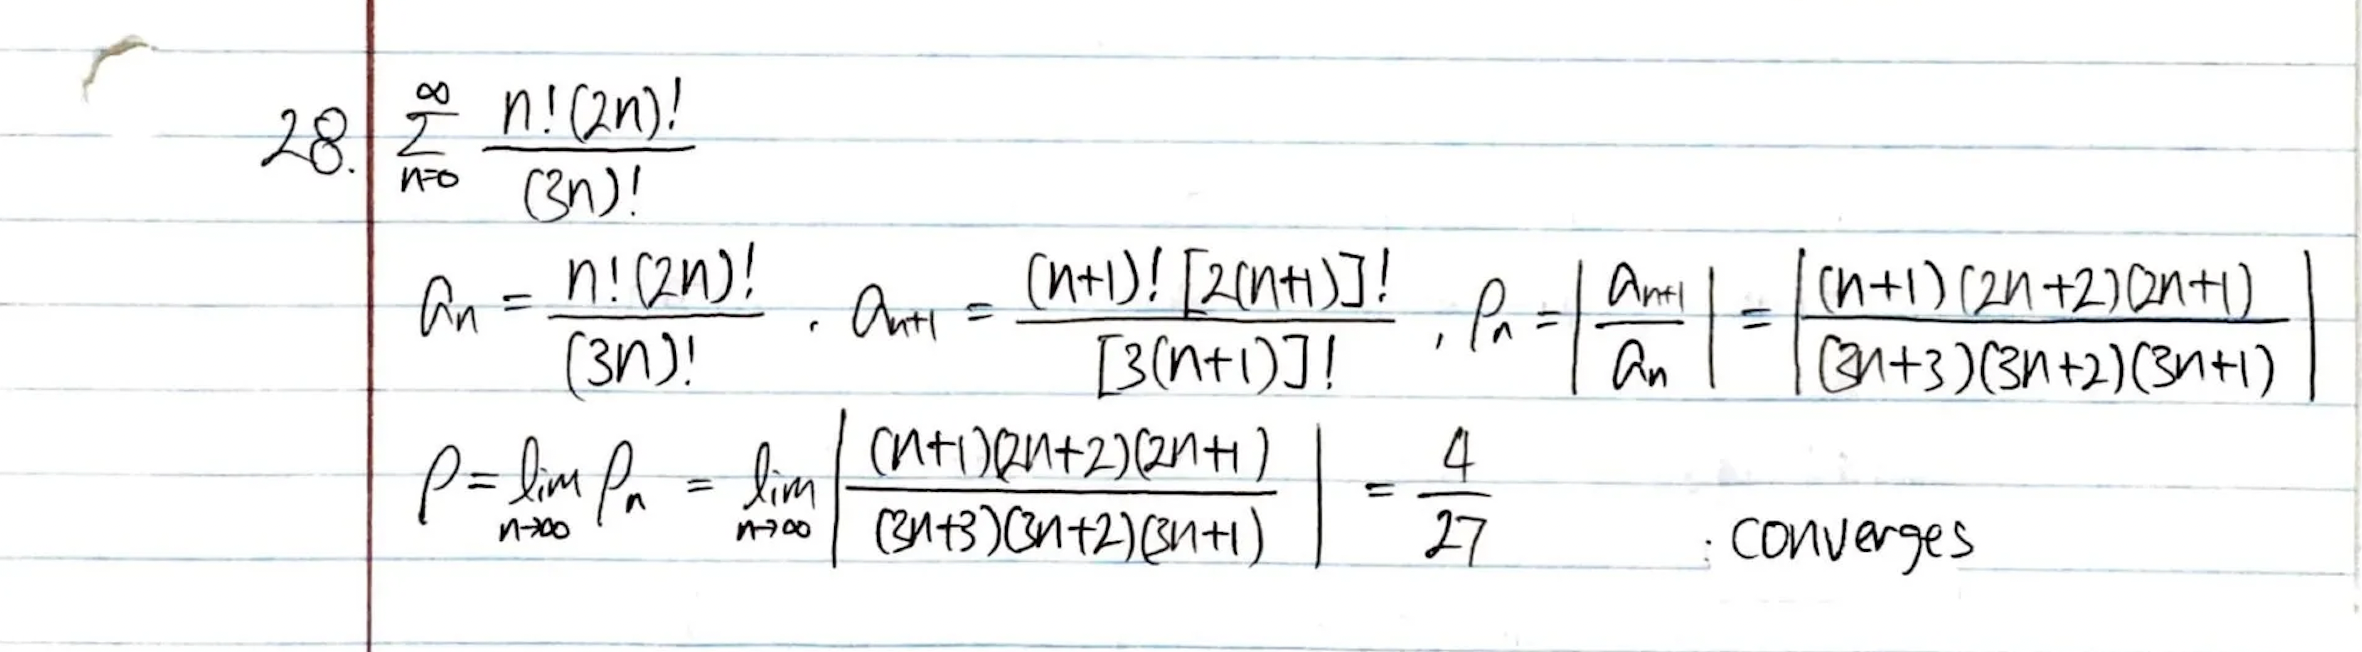 28. $\sum_{n=0}^{\infty} \frac{n!(2n)!}{(3n)!}$
$a_n = \frac{n!(2n)!}{(3n)!}$ . $a_{n+1} = \frac{(n+1)![2(n+1)]!}{[3(n+1)]!}$ , $\rho_n = \left|\frac{a_{n+1}}{a_n}\right| = \left|\frac{(n+1)(2n+2)(2n+1)}{(3n+3)(3n+2)(3n+1)}\right|$
$\rho = \lim_{n\to\infty} \rho_n = \lim_{n\to\infty} \left|\frac{(n+1)(2n+2)(2n+1)}{(3n+3)(3n+2)(3n+1)}\right| = \frac{4}{27}$ : converges